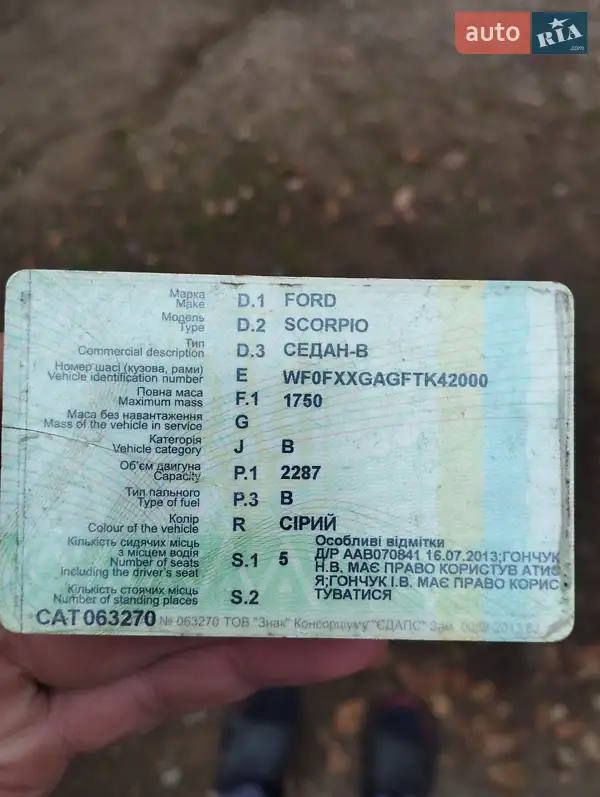 auto RIA .com
Марка
Make D.1 FORD
Модель
Type D.2 SCORPIO
Тип
Commercial description D.3 СЕДАН-В
Номер шасі (кузова, рами)
Vehicle identification number E WF0FXXGAGFTK42000
Повна маса
Maximum mass F.1 1750
Маса без навантаження
Mass of the vehicle in service G
Категорія
Vehicle category J B
Об'єм двигуна
Capacity P.1 2287
Тип пального
Type of fuel P.3 B
Колір
Colour of the vehicle R СІРИЙ
Кількість сидячих місць
з місцем водія
Number of seats
including the driver's seat S.1 5
Особливі відмітки
Д/Р ААВ070841 16.07.2013;ГОНЧУК
Н.В. МАЄ ПРАВО КОРИСТУВ АТИС
Я;ГОНЧУК І.В. МАЄ ПРАВО КОРИС
ТУВАТИСЯ
Кількість стоячих місць
Number of standing places S.2
САТ 063270 № 063270 ТОВ "Знак" Консорціуму "ЄДАПС" Зам.